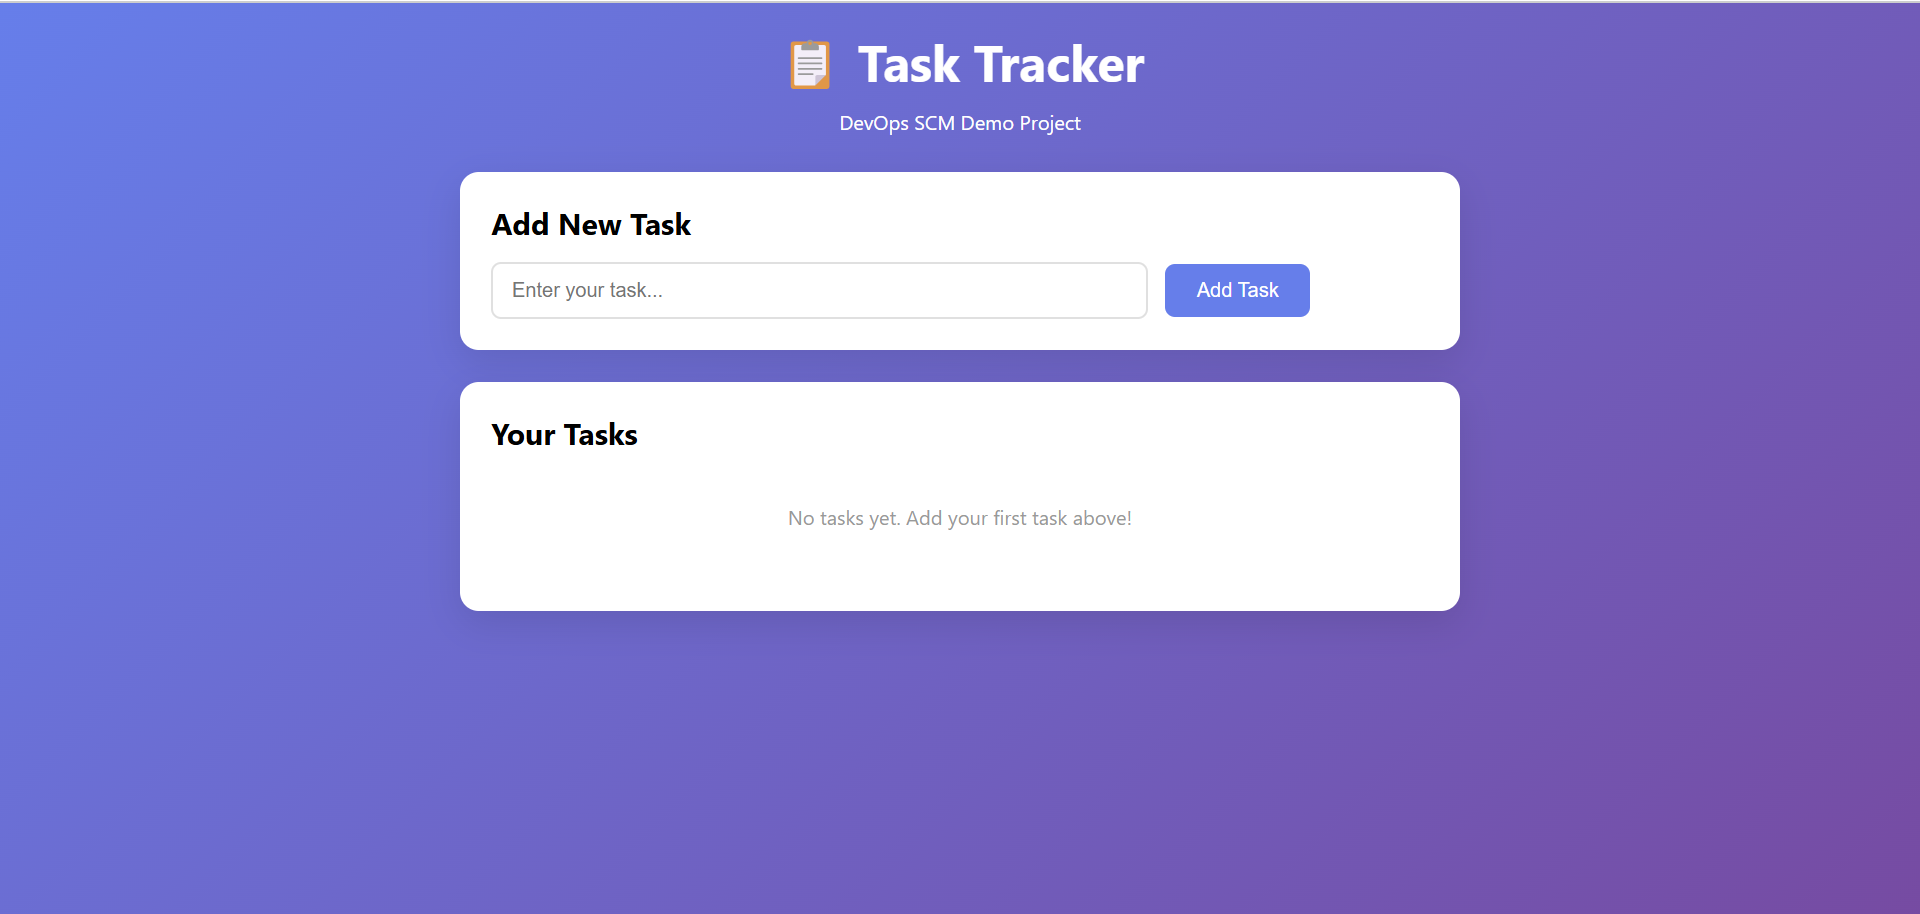 Task Tracker
DevOps SCM Demo Project
Add New Task
Enter your task...
Add Task
Your Tasks
No tasks yet. Add your first task above!